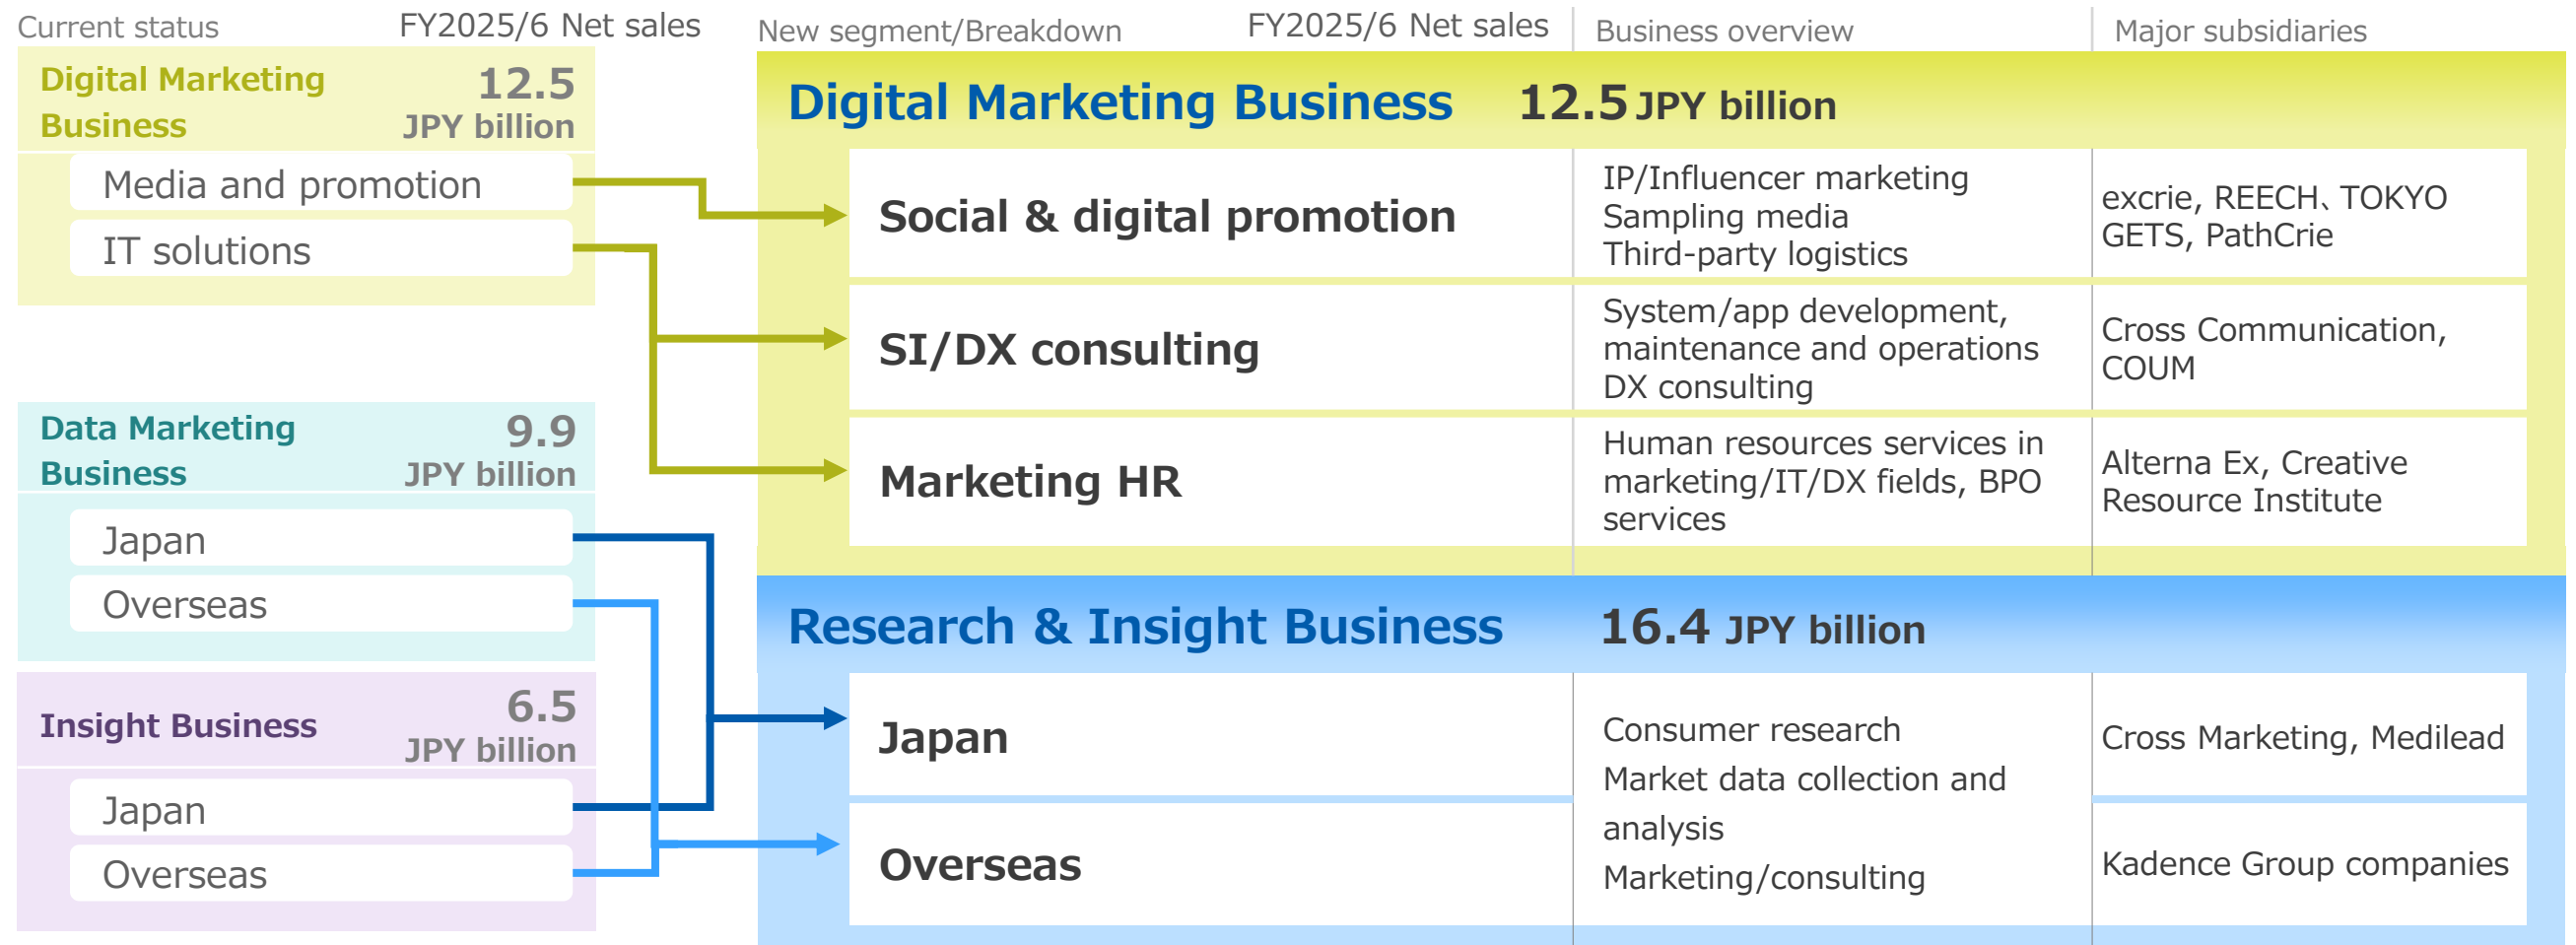 Current status
FY2025/6 Net sales
Digital Marketing
Business
12.5
JPY billion
Media and promotion
IT solutions
Data Marketing
Business
9.9
JPY billion
Japan
Overseas
Insight Business
6.5
JPY billion
Japan
Overseas
New segment/Breakdown
FY2025/6 Net sales
Business overview
Major subsidiaries
Digital Marketing Business
12.5 JPY billion
Social & digital promotion
IP/Influencer marketing
Sampling media
Third-party logistics
excrie, REECH、TOKYO
GETS, PathCrie
SI/DX consulting
System/app development,
maintenance and operations
DX consulting
Cross Communication,
COUM
Marketing HR
Human resources services in
marketing/IT/DX fields, BPO
services
Alterna Ex, Creative
Resource Institute
Research & Insight Business
16.4 JPY billion
Japan
Overseas
Consumer research
Market data collection and
analysis
Marketing/consulting
Cross Marketing, Medilead
Kadence Group companies